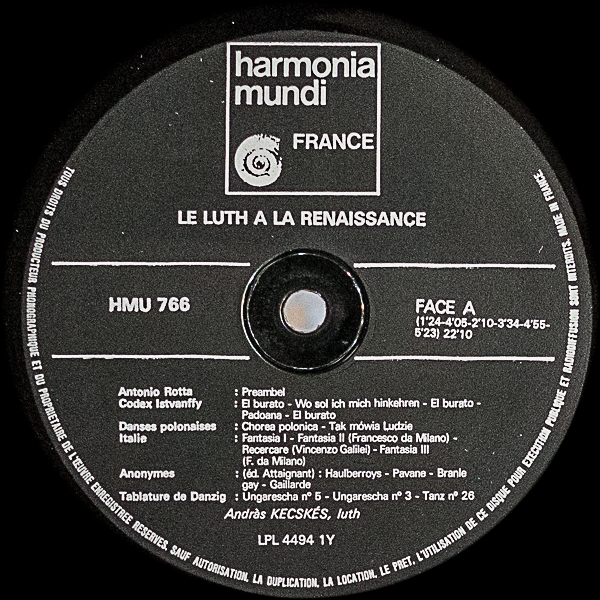 harmonia
mundi
FRANCE
LE LUTH A LA RENAISSANCE
HMU 766
FACE A
(1'24-4'05-2'10-3'34-4'55-
5'23) 22'10
Antonio Rotta : Preambel
Codex Istvanffy : El burato - Wo sol ich mich hinkehren - El burato -
Padoana - El burato
Danses polonaises : Chorea polonica - Tak mówia Ludzie
Italie : Fantasia I - Fantasia II (Francesco da Milano) -
Recercare (Vincenzo Galilei) - Fantasia III
(F. da Milano)
Anonymes : (éd. Attaignant) : Haulberroys - Pavane - Branle
gay - Gaillarde
Tablature de Danzig : Ungarescha n° 5 - Ungarescha n° 3 - Tanz n° 26
Andràs KECSKÉS, luth
LPL 4494 1Y
TOUS DROITS DU PRODUCTEUR PHONOGRAPHIQUE ET DU PROPRIETAIRE DE L'ŒUVRE ENREGISTREE RESERVES. SAUF AUTORISATION, LA DUPLICATION, LA LOCATION, LE PRET, L'UTILISATION DE CE DISQUE POUR EXECUTION PUBLIQUE ET RADIODIFFUSION SONT INTERDITS. MADE IN FRANCE.